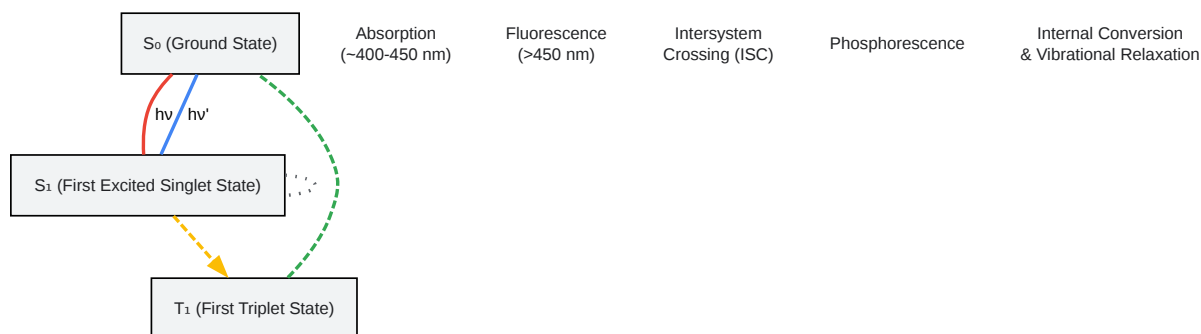 S₀ (Ground State)
Absorption
(~400-450 nm)
Fluorescence
(>450 nm)
Intersystem
Crossing (ISC)
Phosphorescence
Internal Conversion
& Vibrational Relaxation
hν
hν'
S₁ (First Excited Singlet State)
T₁ (First Triplet State)